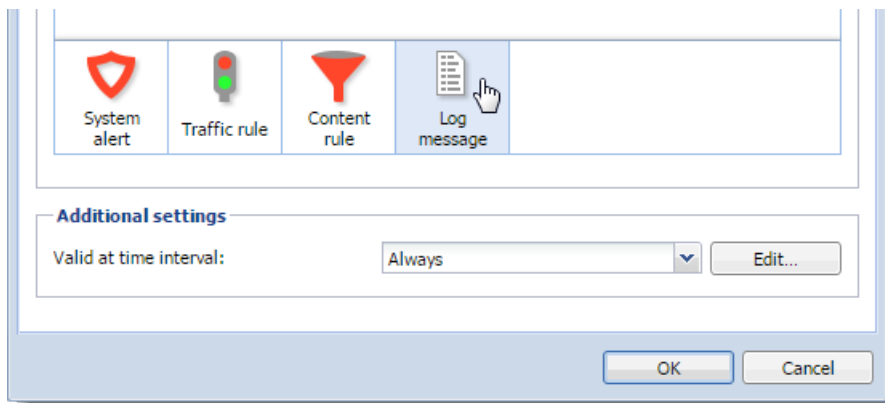 System
alert
Traffic rule
Content
rule
Log
message
Additional settings
Valid at time interval: Always Edit...
OK Cancel